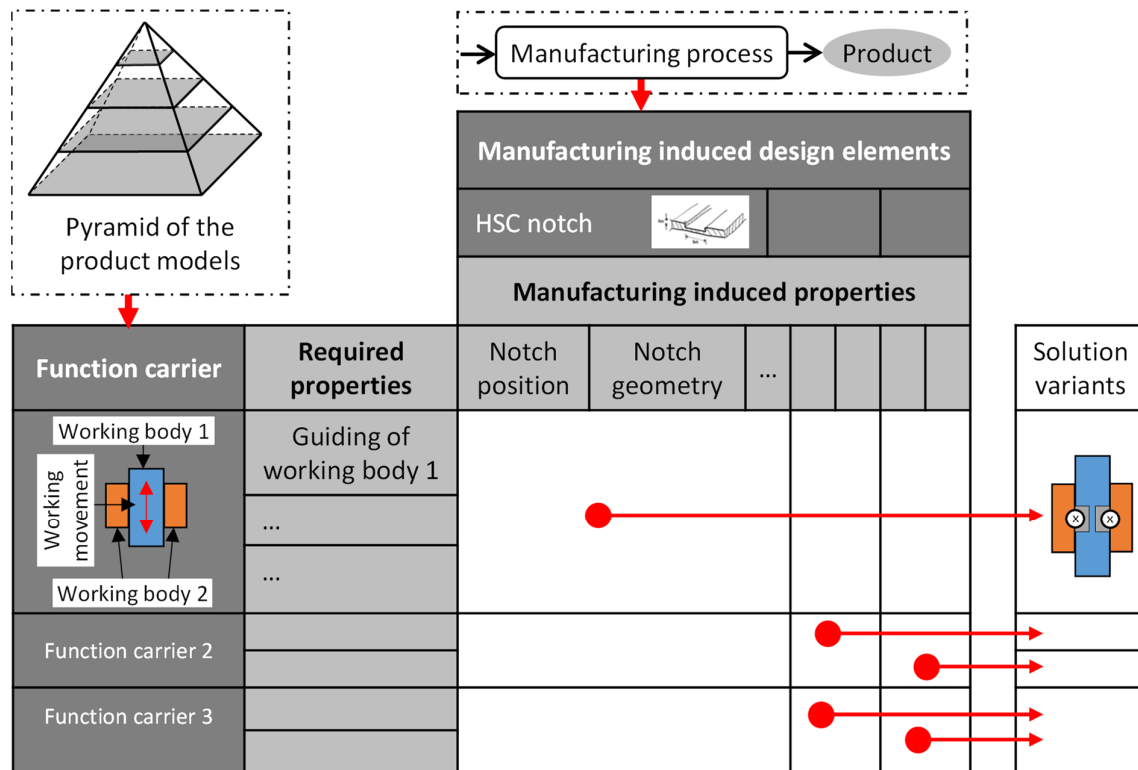 Manufacturing process
Product
Pyramid of the
product models
Manufacturing induced design elements
HSC notch
Manufacturing induced properties
Function carrier
Required
properties
Notch
position
Notch
geometry
...
Solution
variants
Working body 1
Working
movement
Working body 2
Guiding of
working body 1
...
...
x
x
Function carrier 2
Function carrier 3